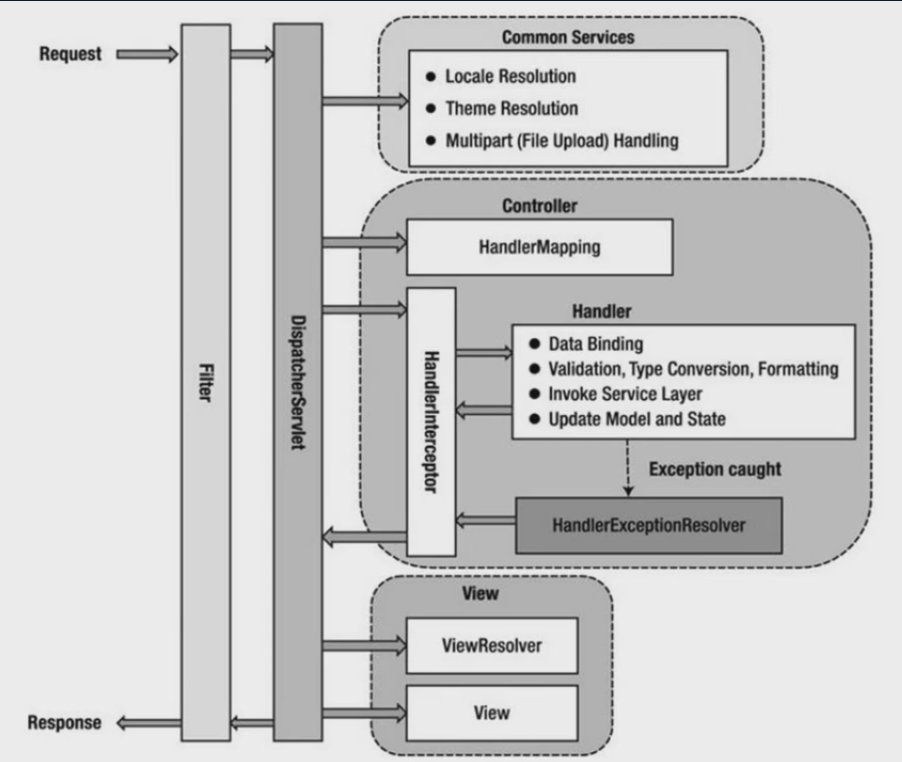 Request
Filter
DispatcherServlet
Common Services
● Locale Resolution
● Theme Resolution
● Multipart (File Upload) Handling
Controller
HandlerMapping
HandlerInterceptor
Handler
● Data Binding
● Validation, Type Conversion, Formatting
● Invoke Service Layer
● Update Model and State
Exception caught
HandlerExceptionResolver
View
ViewResolver
View
Response